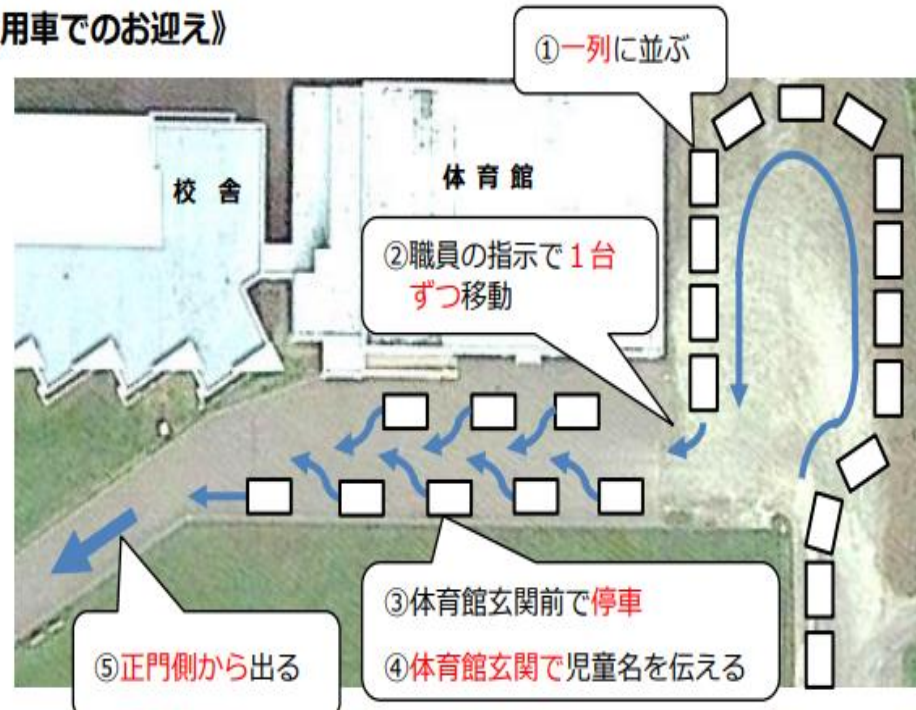 用車でのお迎え》
①一列に並ぶ
校 舎
体 育 館
②職員の指示で１台
ずつ移動
③体育館玄関前で停車
④体育館玄関で児童名を伝える
⑤正門側から出る